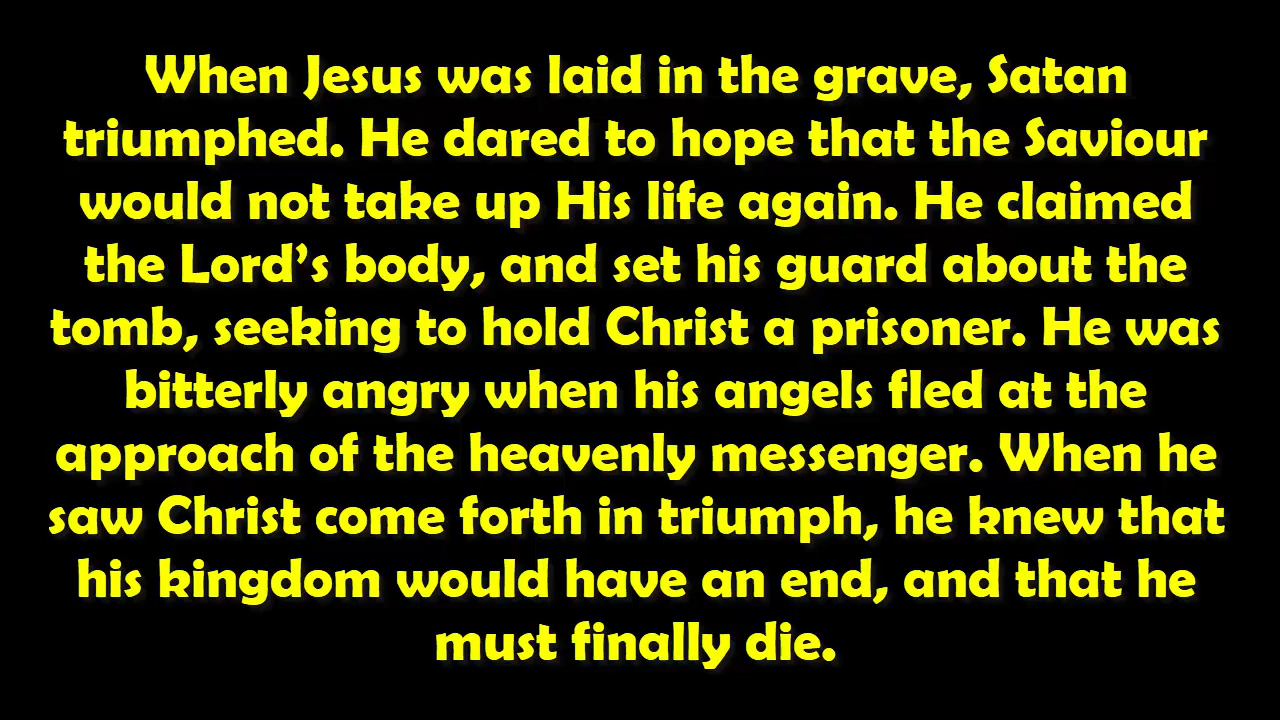 When Jesus was laid in the grave, Satan
triumphed. He dared to hope that the Saviour
would not take up His life again. He claimed
the Lord’s body, and set his guard about the
tomb, seeking to hold Christ a prisoner. He was
bitterly angry when his angels fled at the
approach of the heavenly messenger. When he
saw Christ come forth in triumph, he knew that
his kingdom would have an end, and that he
must finally die.